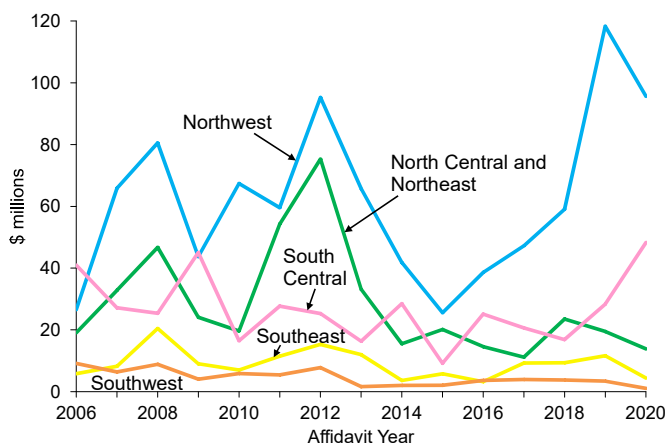 120
100
80
60
40
20
0
$ millions
Northwest
North Central and
Northeast
South
Central
Southeast
Southwest
2006 2008 2010 2012 2014 2016 2018 2020
Affidavit Year